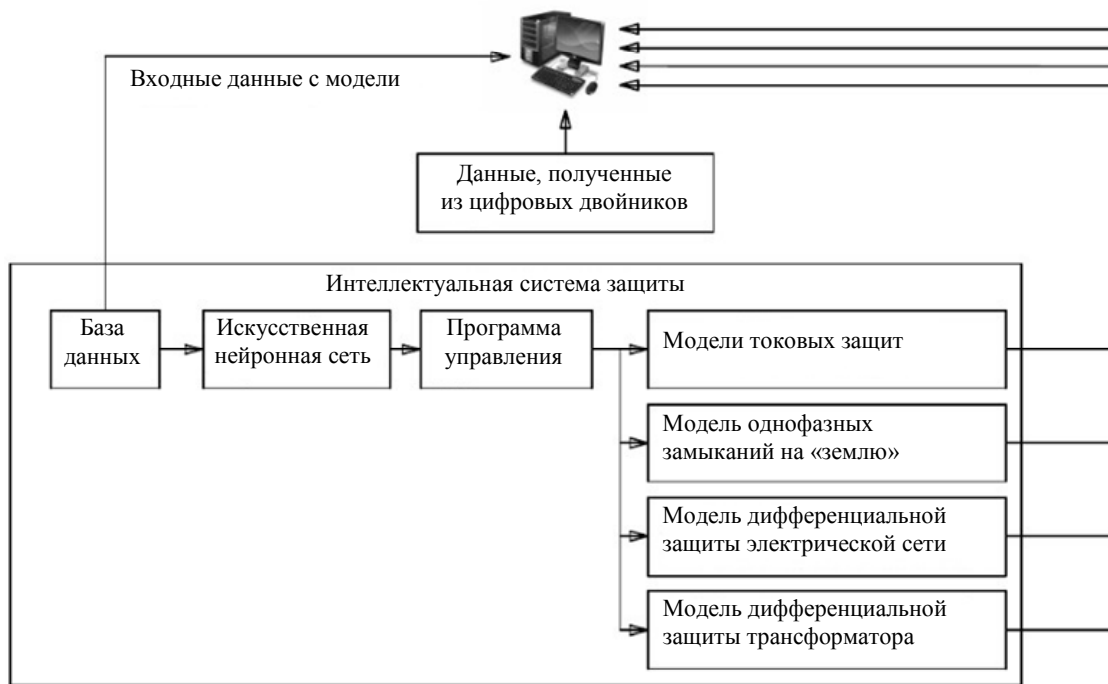 Входные данные с модели
Данные, полученные
из цифровых двойников
Интеллектуальная система защиты
База
данных
Искусственная
нейронная сеть
Программа
управления
Модели токовых защит
Модель однофазных
замыканий на «землю»
Модель дифференциальной
защиты электрической сети
Модель дифференциальной
защиты трансформатора